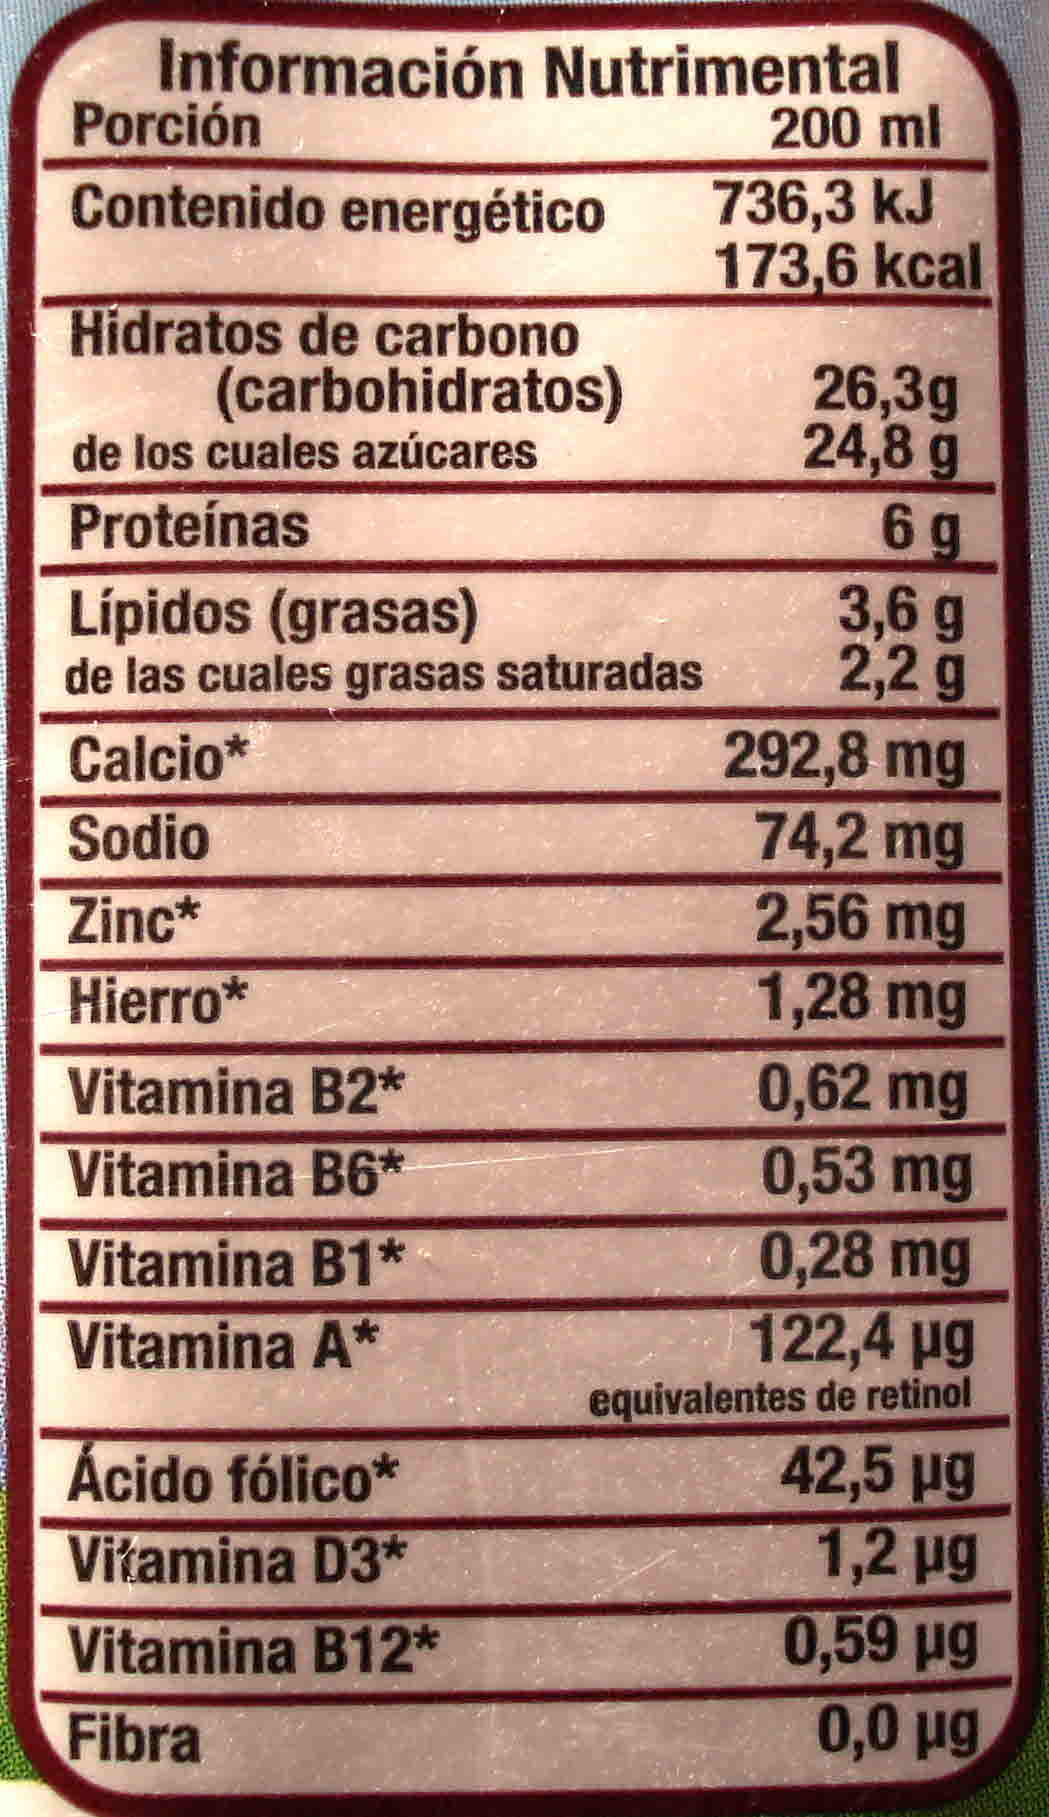 Información Nutrimental
Porción 200 ml
Contenido energético 736,3 kJ
173,6 kcal
Hidratos de carbono
(carbohidratos) 26,3g
de los cuales azúcares 24,8 g
Proteínas 6 g
Lípidos (grasas) 3,6 g
de las cuales grasas saturadas 2,2 g
Calcio* 292,8 mg
Sodio 74,2 mg
Zinc* 2,56 mg
Hierro* 1,28 mg
Vitamina B2* 0,62 mg
Vitamina B6* 0,53 mg
Vitamina B1* 0,28 mg
Vitamina A* 122,4 µg
equivalentes de retinol
Ácido fólico* 42,5 µg
Vitamina D3* 1,2 µg
Vitamina B12* 0,59 µg
Fibra 0,0 µg